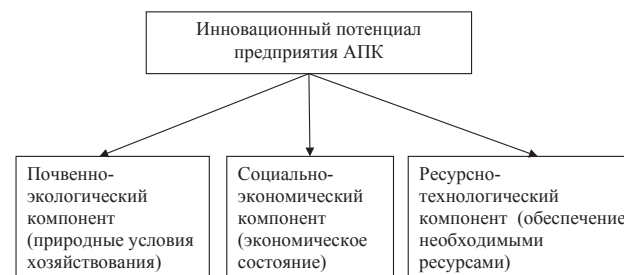 Инновационный потенциал
предприятия АПК
Почвенно-
экологический
компонент
(природные условия
хозяйствования)
Социально-
экономический
компонент
(экономическое
состояние)
Ресурсно-
технологический
компонент (обеспечение
необходимыми
ресурсами)